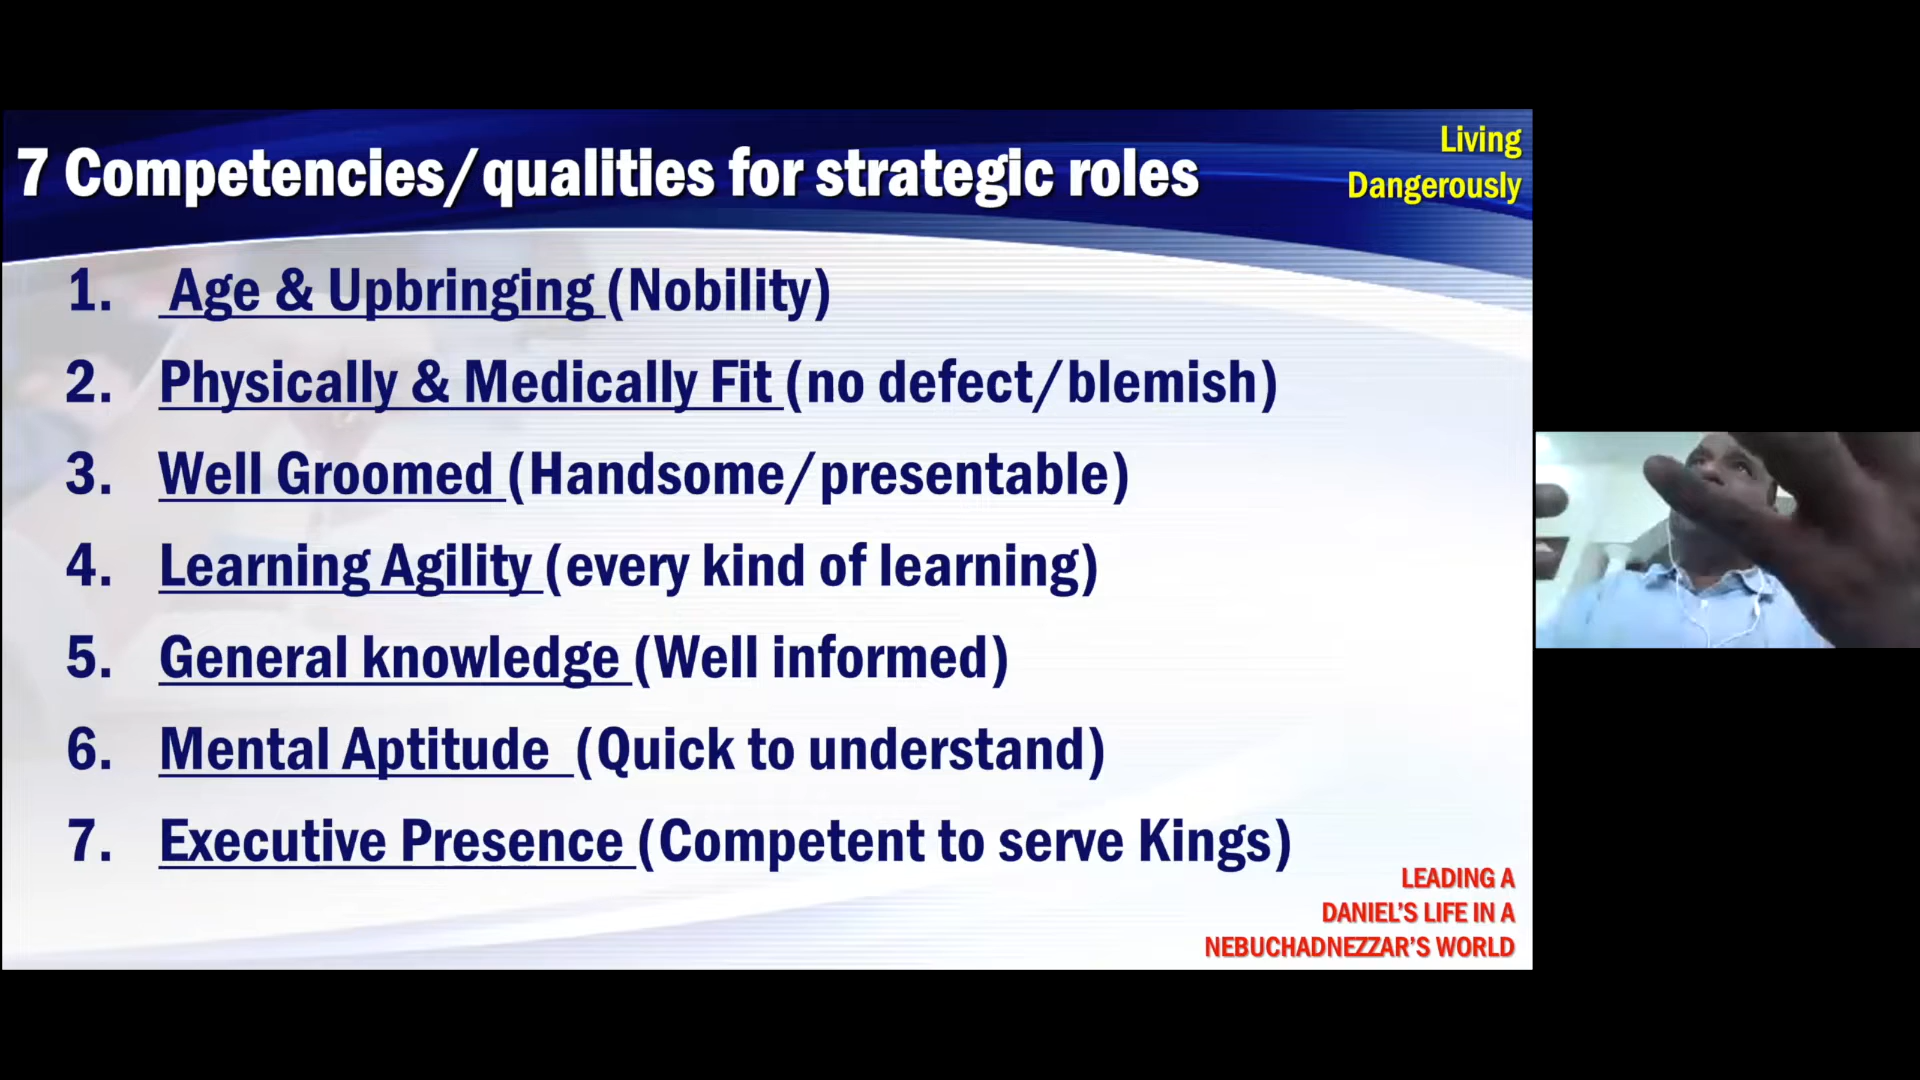 7 Competencies/qualities for strategic roles
Living
Dangerously
1. Age & Upbringing (Nobility)
2. Physically & Medically Fit (no defect/blemish)
3. Well Groomed (Handsome/presentable)
4. Learning Agility (every kind of learning)
5. General knowledge (Well informed)
6. Mental Aptitude (Quick to understand)
7. Executive Presence (Competent to serve Kings)
LEADING A
DANIEL'S LIFE IN A
NEBUCHADNEZZAR'S WORLD